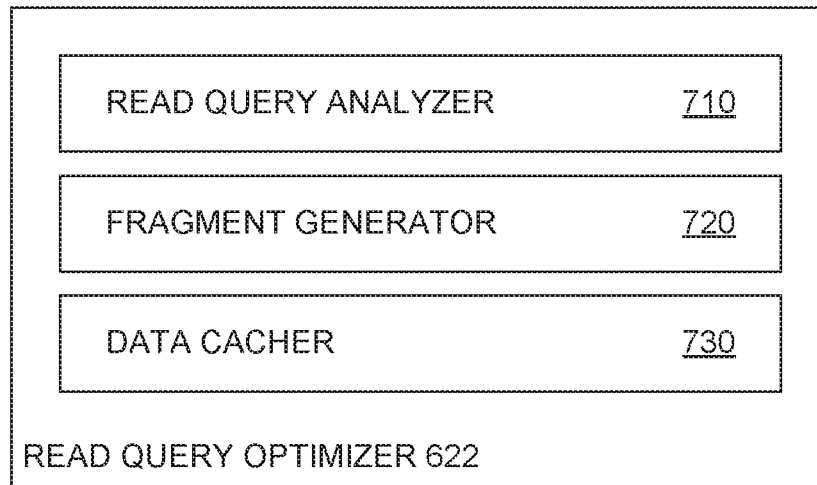 READ QUERY ANALYZER 710
FRAGMENT GENERATOR 720
DATA CACHER 730
READ QUERY OPTIMIZER 622